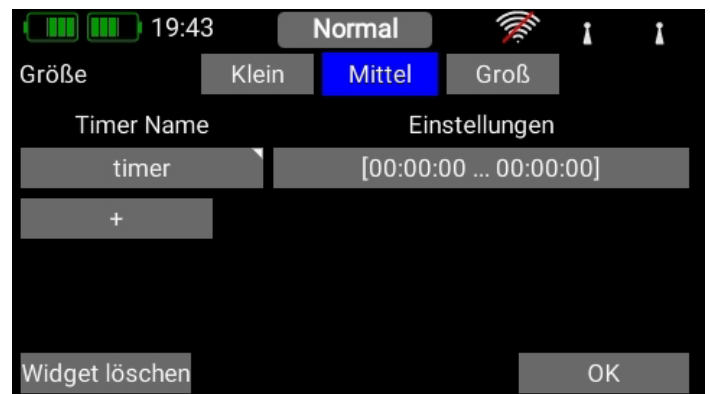 19:43 Normal
Größe Klein Mittel Groß
Timer Name Einstellungen
timer [00:00:00 ... 00:00:00]
+
Widget löschen OK